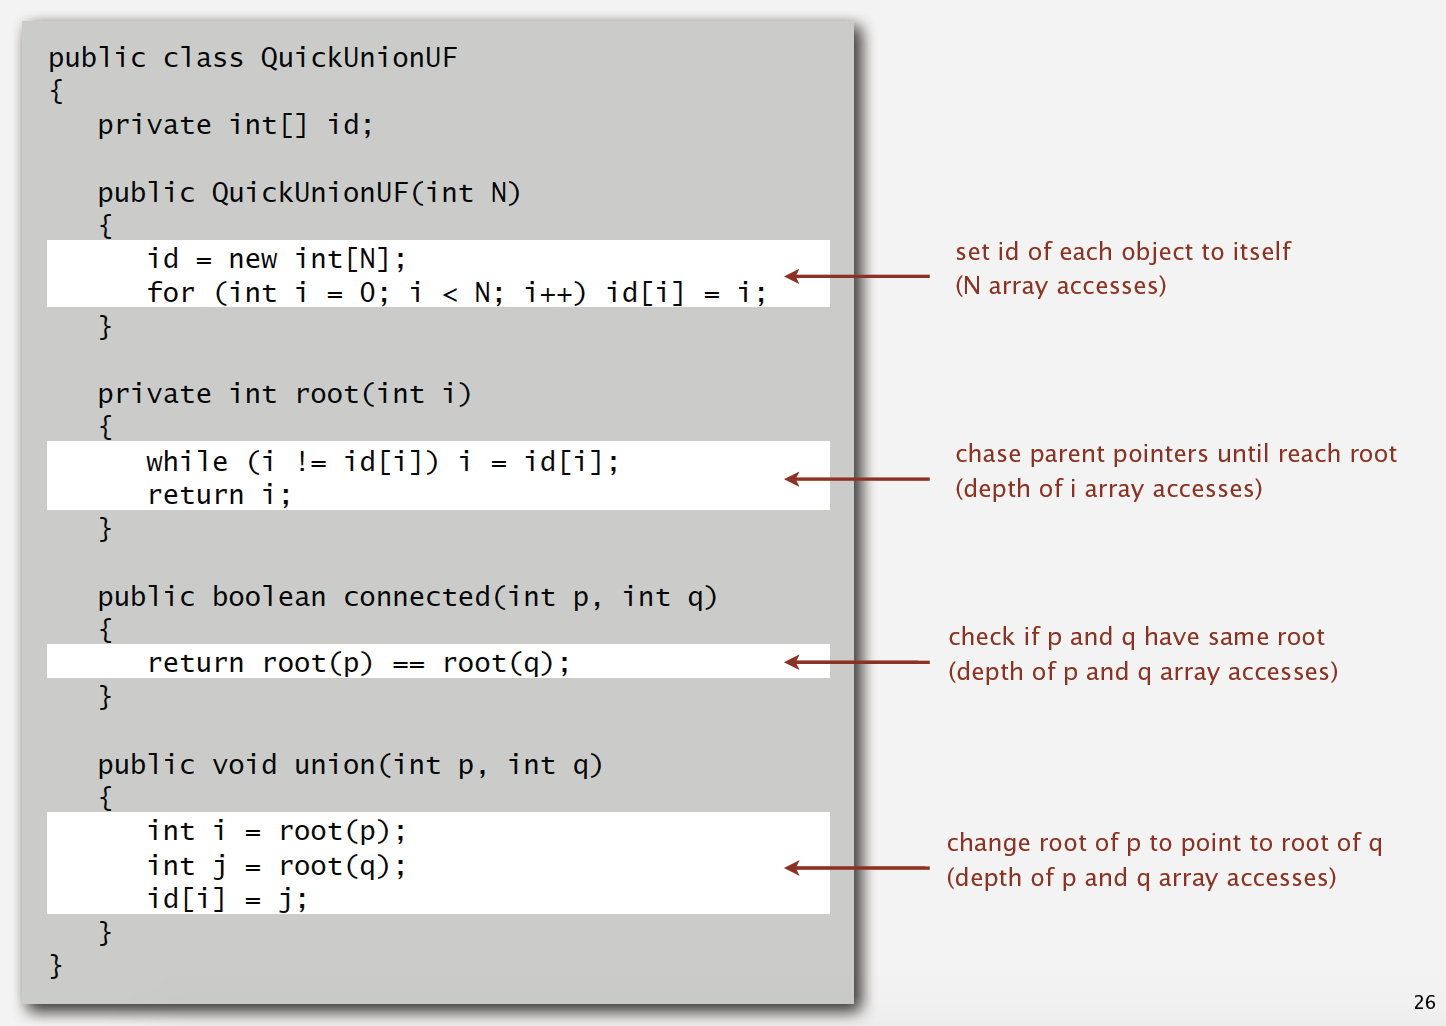 public class QuickUnionUF
{
   private int[] id;

   public QuickUnionUF(int N)
   {
      id = new int[N];
      for (int i = 0; i < N; i++) id[i] = i;
   }

   private int root(int i)
   {
      while (i != id[i]) i = id[i];
      return i;
   }

   public boolean connected(int p, int q)
   {
      return root(p) == root(q);
   }

   public void union(int p, int q)
   {
      int i = root(p);
      int j = root(q);
      id[i] = j;
   }
}
set id of each object to itself
(N array accesses)
chase parent pointers until reach root
(depth of i array accesses)
check if p and q have same root
(depth of p and q array accesses)
change root of p to point to root of q
(depth of p and q array accesses)
26